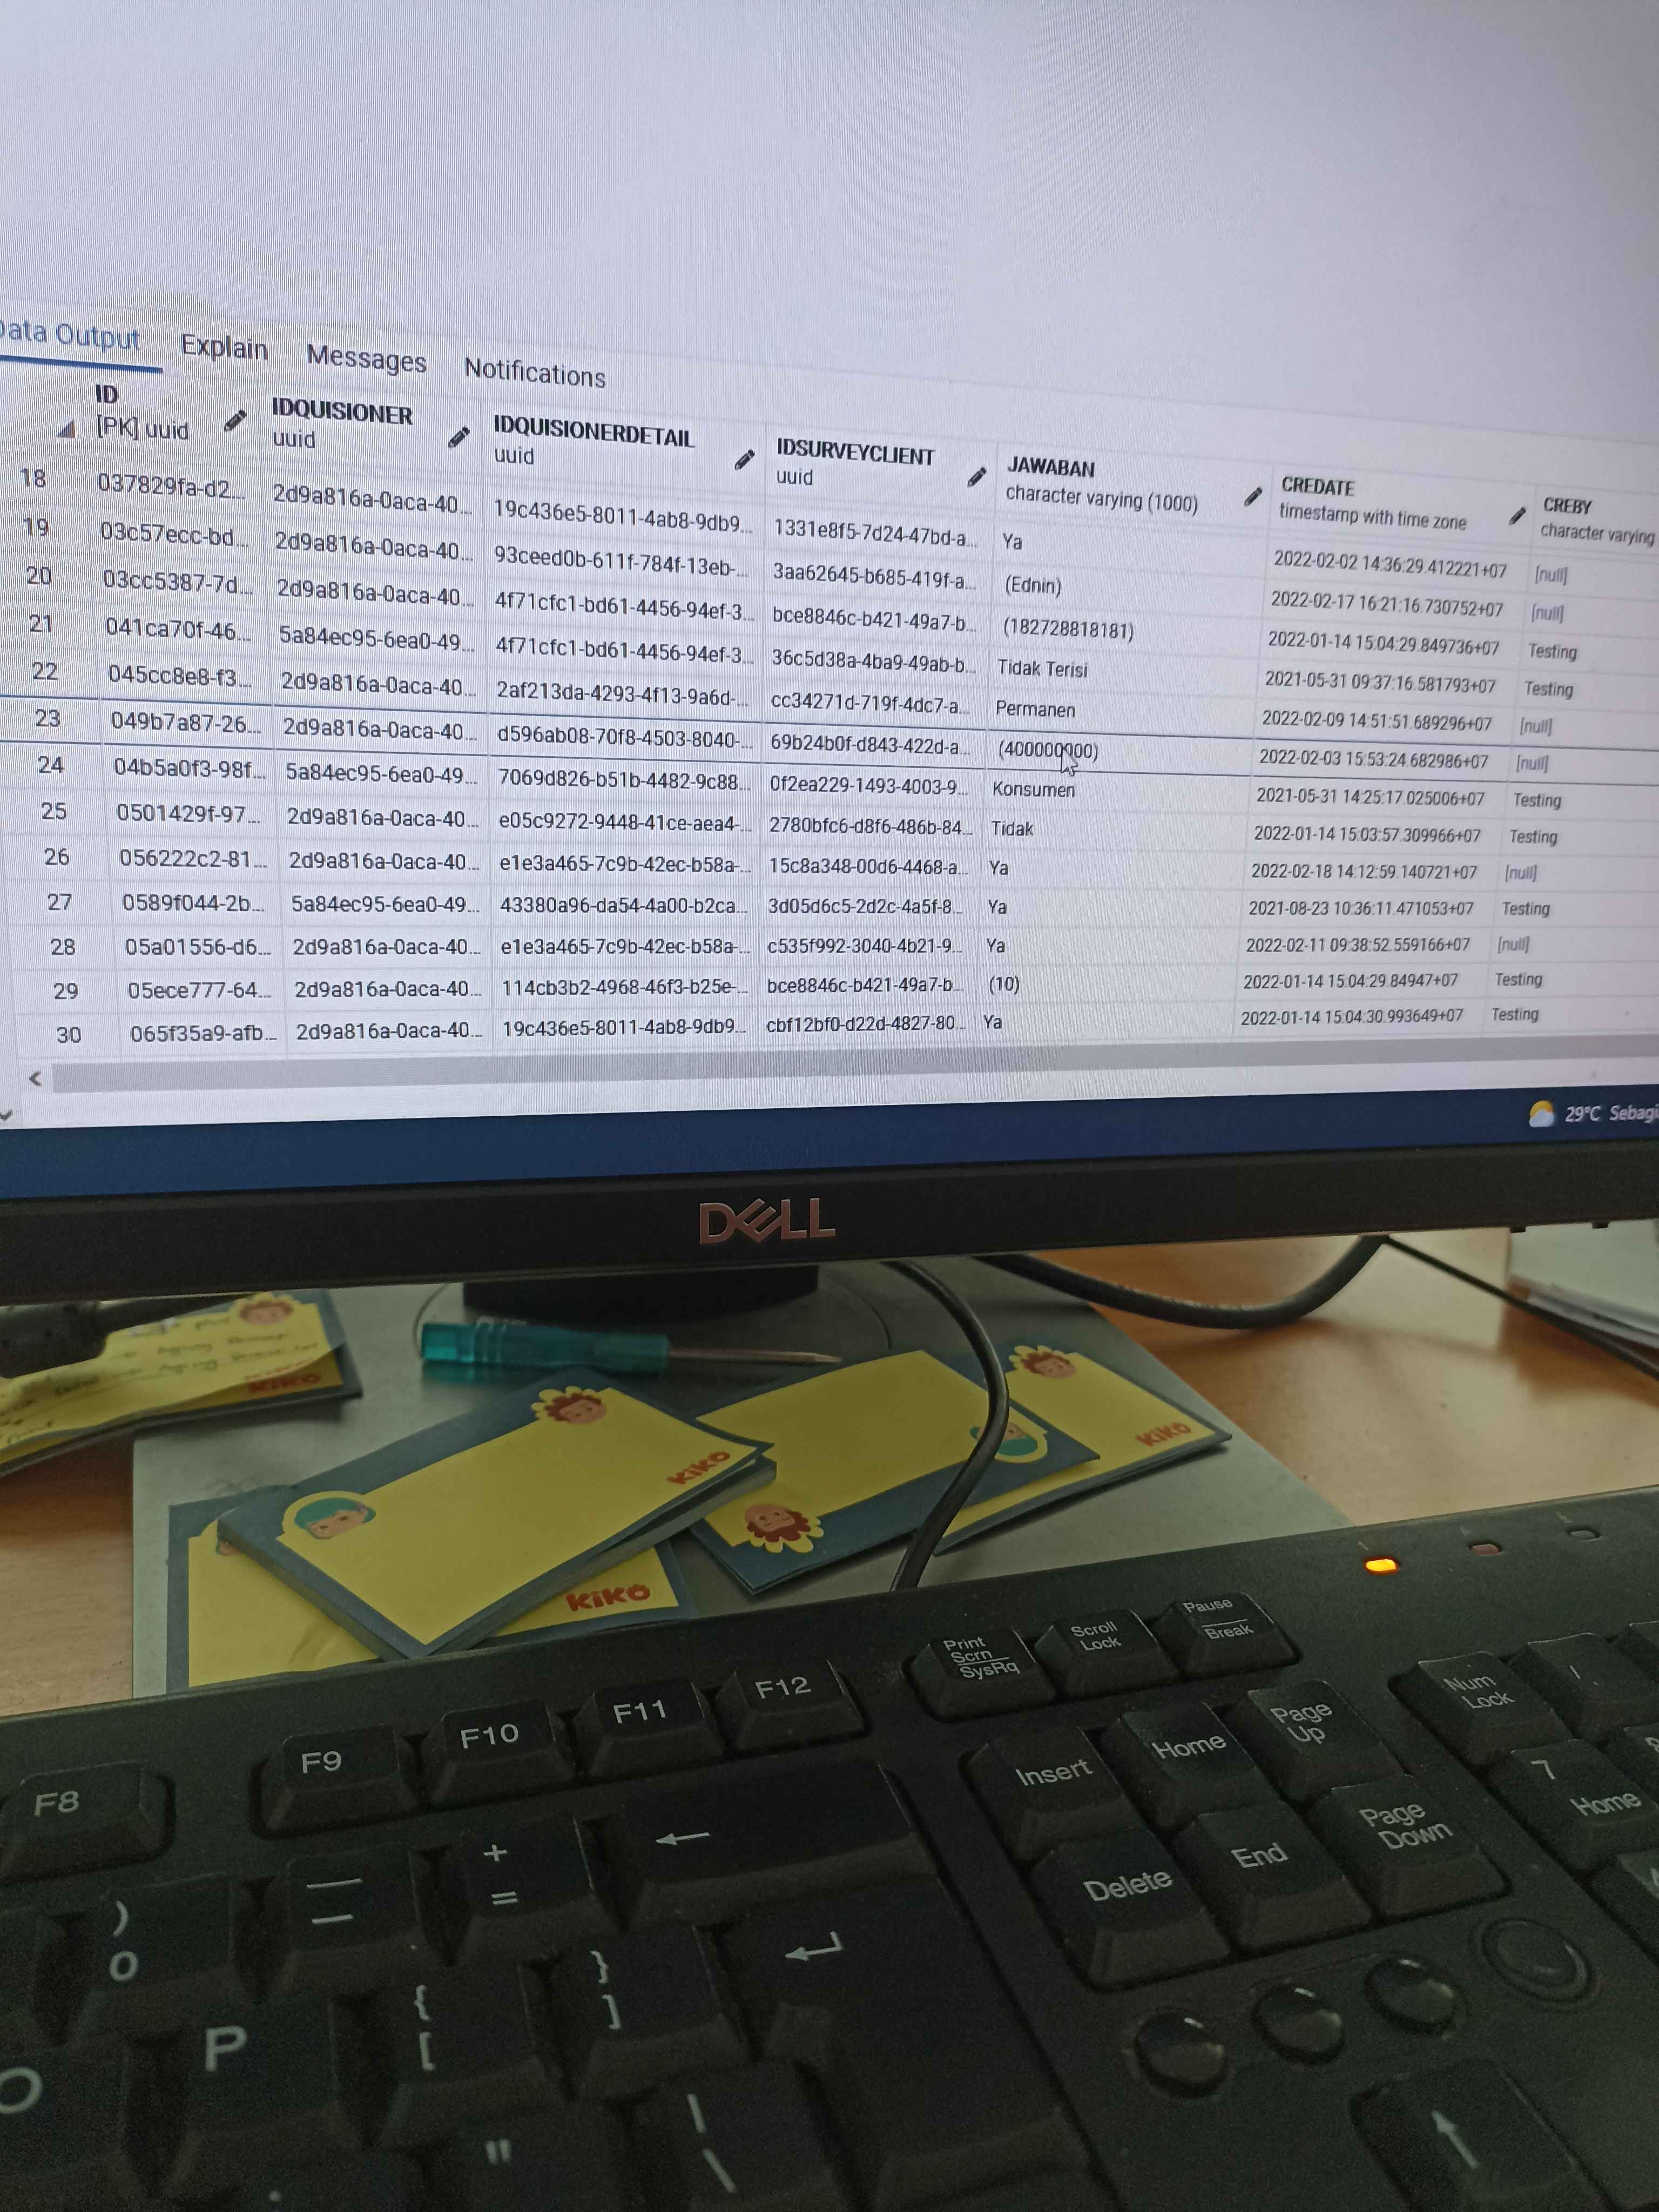 Data Output Explain Messages Notifications
ID IDQUISIONER IDQUISIONERDETAIL IDSURVEYCLIENT JAWABAN CREDATE CREBY
[PK] uuid uuid uuid uuid character varying (1000) timestamp with time zone character varying
18 037829fa-d2... 2d9a816a-0aca-40... 19c436e5-8011-4ab8-9db9... 1331e8f5-7d24-47bd-a... Ya 2022-02-02 14:36:29.412221+07 [null]
19 03c57ecc-bd... 2d9a816a-0aca-40... 93ceed0b-611f-784f-13eb-... 3aa62645-b685-419f-a... (Ednin) 2022-02-17 16:21:16.730752+07 [null]
20 03cc5387-7d... 2d9a816a-0aca-40... 4f71cfc1-bd61-4456-94ef-3... bce8846c-b421-49a7-b... (182728818181) 2022-01-14 15:04:29.849736+07 Testing
21 041ca70f-46... 5a84ec95-6ea0-49... 4f71cfc1-bd61-4456-94ef-3... 36c5d38a-4ba9-49ab-b... Tidak Terisi 2021-05-31 09:37:16.581793+07 Testing
22 045cc8e8-f3... 2d9a816a-0aca-40... 2af213da-4293-4f13-9a6d-... cc34271d-719f-4dc7-a... Permanen 2022-02-09 14:51:51.689296+07 [null]
23 049b7a87-26... 2d9a816a-0aca-40... d596ab08-70f8-4503-8040-... 69b24b0f-d843-422d-a... (400000000) 2022-02-03 15:53:24.682986+07 [null]
24 04b5a0f3-98f... 5a84ec95-6ea0-49... 7069d826-b51b-4482-9c88... 0f2ea229-1493-4003-9... Konsumen 2021-05-31 14:25:17.025006+07 Testing
25 0501429f-97... 2d9a816a-0aca-40... e05c9272-9448-41ce-aea4-... 2780bfc6-d8f6-486b-84... Tidak 2022-01-14 15:03:57.309966+07 Testing
26 056222c2-81... 2d9a816a-0aca-40... e1e3a465-7c9b-42ec-b58a-... 15c8a348-00d6-4468-a... Ya 2022-02-18 14:12:59.140721+07 [null]
27 0589f044-2b... 5a84ec95-6ea0-49... 43380a96-da54-4a00-b2ca... 3d05d6c5-2d2c-4a5f-8... Ya 2021-08-23 10:36:11.471053+07 Testing
28 05a01556-d6... 2d9a816a-0aca-40... e1e3a465-7c9b-42ec-b58a-... c535f992-3040-4b21-9... Ya 2022-02-11 09:38:52.559166+07 [null]
29 05ece777-64... 2d9a816a-0aca-40... 114cb3b2-4968-46f3-b25e-... bce8846c-b421-49a7-b... (10) 2022-01-14 15:04:29.84947+07 Testing
30 065f35a9-afb... 2d9a816a-0aca-40... 19c436e5-8011-4ab8-9db9... cbf12bf0-d22d-4827-80... Ya 2022-01-14 15:04:30.993649+07 Testing
29°C Sebagi
DELL
KIKO
KIKO
KIKO
KIKO
Print Scrn SysRq
Scroll Lock
Pause Break
F8 F9 F10 F11 F12
Insert Home Page Up
Num Lock
Delete End Page Down
7 Home
+ =
) 0
P
{ [
} ]
O
"
| \